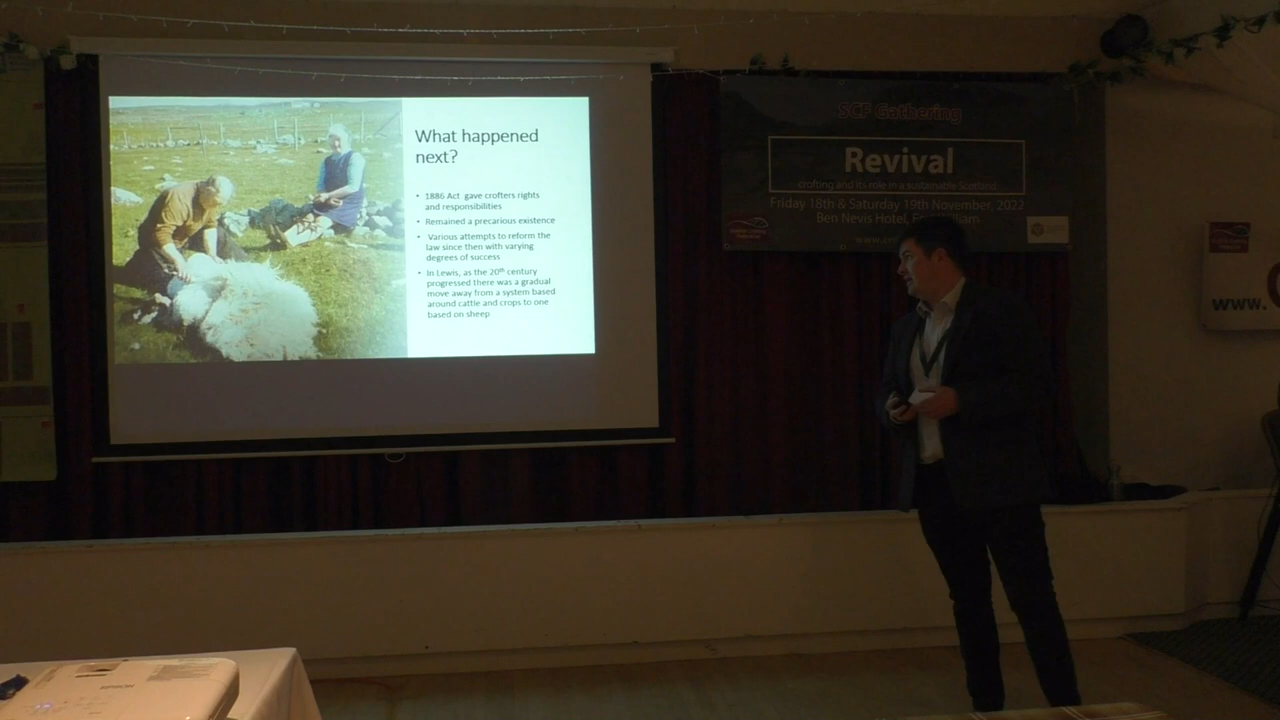 What happened
next?
• 1886 Act gave crofters rights
and responsibilities
• Remained a precarious existence
• Various attempts to reform the
law since then with varying
degrees of success
• In Lewis, as the 20th century
progressed there was a gradual
move away from a system based
around cattle and crops to one
based on sheep
SCF Gathering
Revival
crofting and its role in a sustainable Scotland
Friday 18th & Saturday 19th November, 2022
Ben Nevis Hotel, Fort William
www.
EPSON